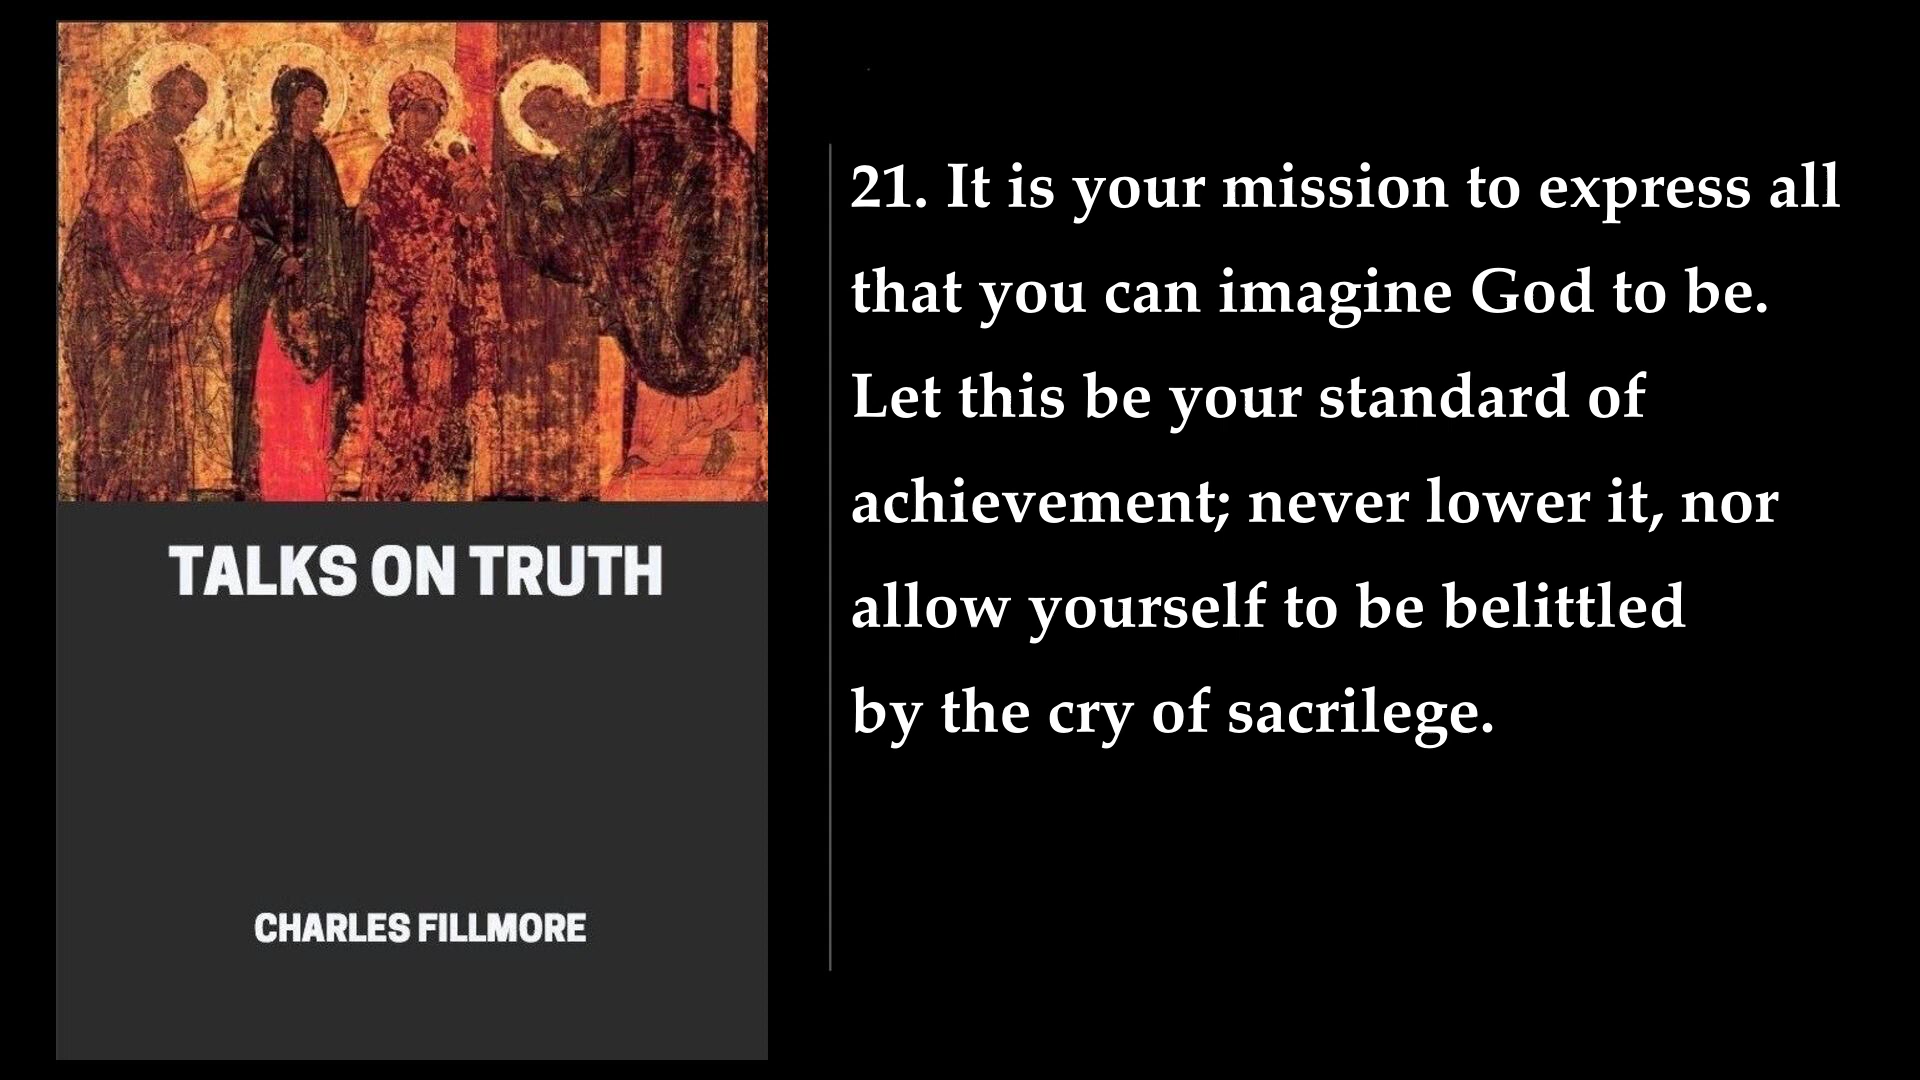 TALKS ON TRUTH
CHARLES FILLMORE
21. It is your mission to express all
that you can imagine God to be.
Let this be your standard of
achievement; never lower it, nor
allow yourself to be belittled
by the cry of sacrilege.